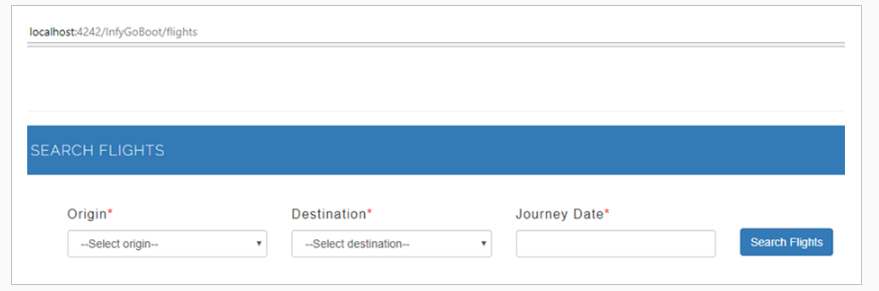 localhost:4242/InfyGoBoot/flights
SEARCH FLIGHTS
Origin* Destination* Journey Date*
--Select origin-- --Select destination-- Search Flights